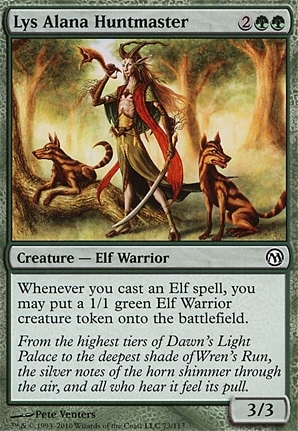 Lys Alana Huntmaster 2
Creature — Elf Warrior
Whenever you cast an Elf spell, you
may put a 1/1 green Elf Warrior
creature token onto the battlefield.
From the highest tiers of Dawn's Light
Palace to the deepest shade of Wren's Run,
the silver notes of the horn shimmer through
the air, and all who hear it feel its pull.
Pete Venters
™ & © 1993–2010 Wizards of the Coast LLC 73/113
3/3